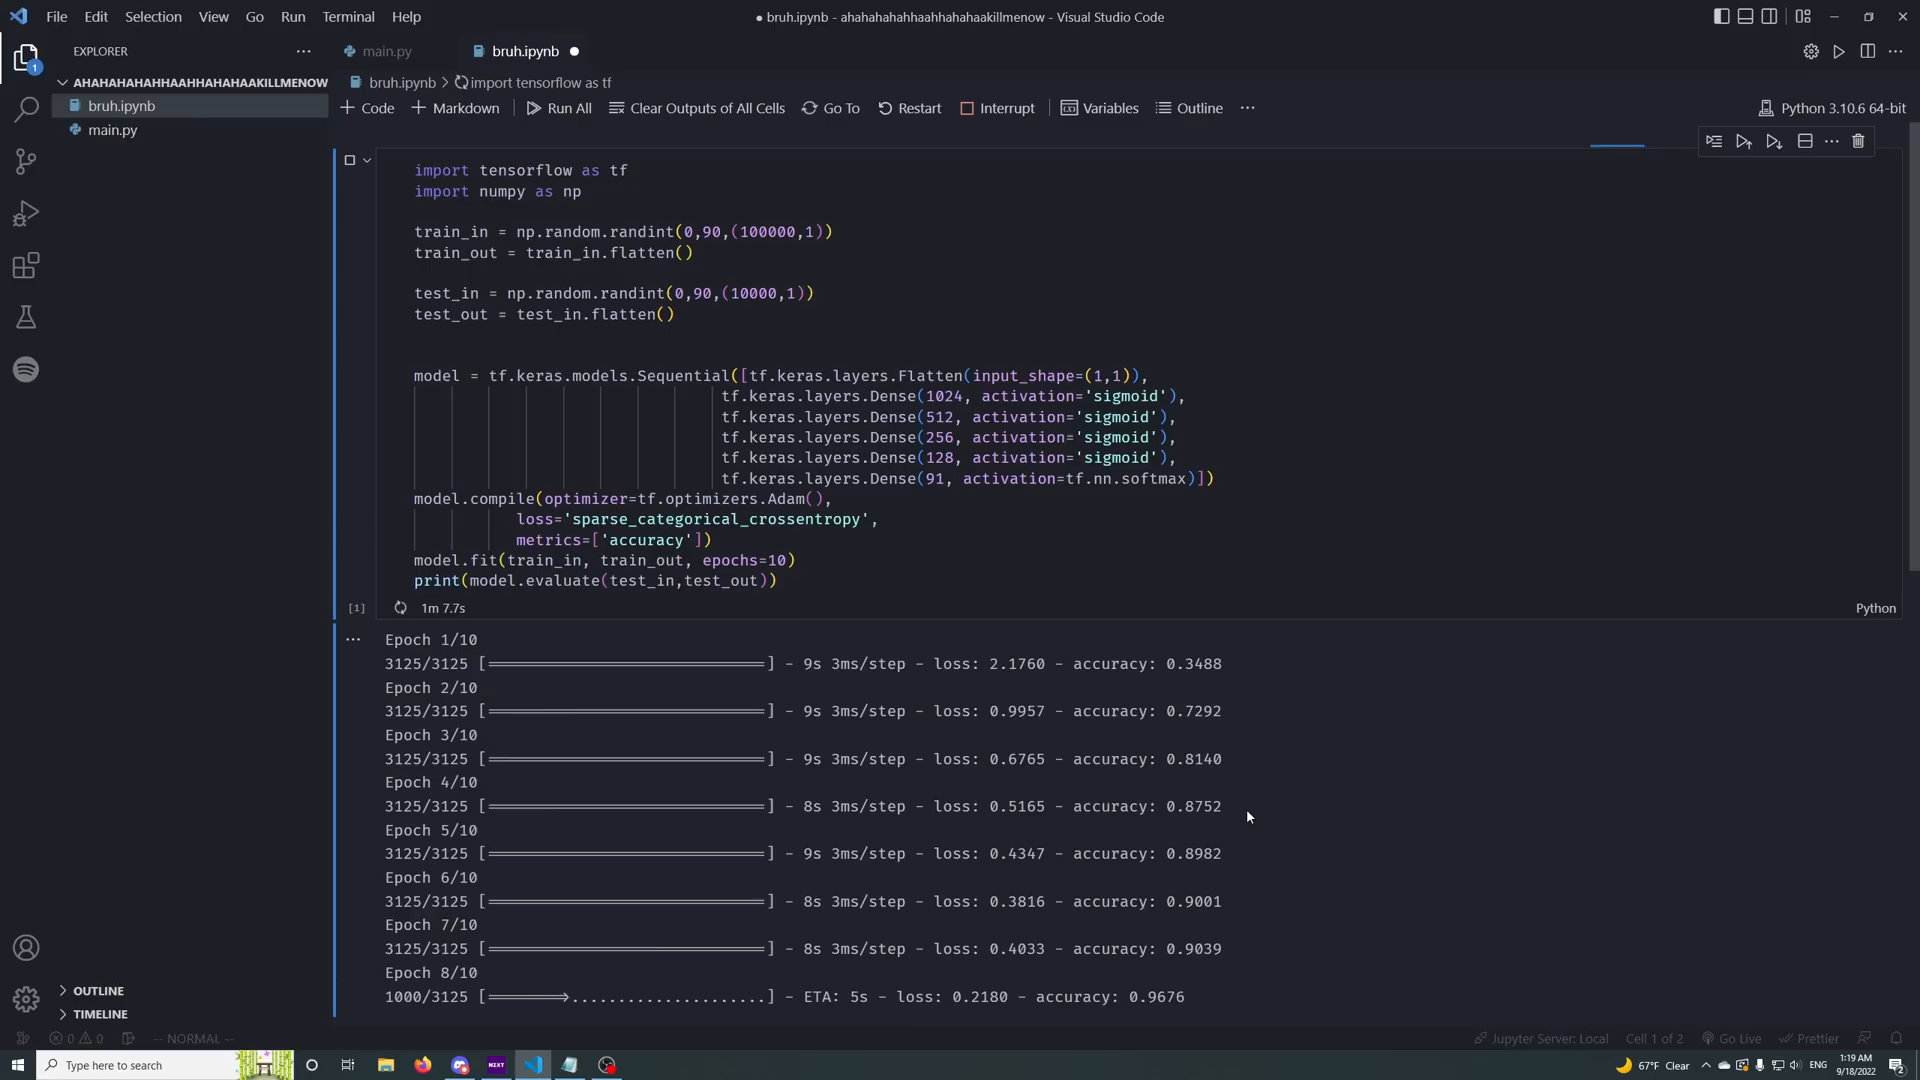 File Edit Selection View Go Run Terminal Help
● bruh.ipynb - ahahahahahhaahhahahaakillmenow - Visual Studio Code
EXPLORER
main.py
bruh.ipynb
AHAHAHAHAHHAAHHAHAHAAKILLMENOW
bruh.ipynb > import tensorflow as tf
bruh.ipynb
main.py
+ Code + Markdown Run All Clear Outputs of All Cells Go To Restart Interrupt Variables Outline ···
Python 3.10.6 64-bit
import tensorflow as tf
import numpy as np
train_in = np.random.randint(0,90,(100000,1))
train_out = train_in.flatten()
test_in = np.random.randint(0,90,(10000,1))
test_out = test_in.flatten()
model = tf.keras.models.Sequential([tf.keras.layers.Flatten(input_shape=(1,1)),
tf.keras.layers.Dense(1024, activation='sigmoid'),
tf.keras.layers.Dense(512, activation='sigmoid'),
tf.keras.layers.Dense(256, activation='sigmoid'),
tf.keras.layers.Dense(128, activation='sigmoid'),
tf.keras.layers.Dense(91, activation=tf.nn.softmax)])
model.compile(optimizer=tf.optimizers.Adam(),
loss='sparse_categorical_crossentropy',
metrics=['accuracy'])
model.fit(train_in, train_out, epochs=10)
print(model.evaluate(test_in,test_out))
[1] 1m 7.7s
Python
Epoch 1/10
3125/3125 [==============================] - 9s 3ms/step - loss: 2.1760 - accuracy: 0.3488
Epoch 2/10
3125/3125 [==============================] - 9s 3ms/step - loss: 0.9957 - accuracy: 0.7292
Epoch 3/10
3125/3125 [==============================] - 9s 3ms/step - loss: 0.6765 - accuracy: 0.8140
Epoch 4/10
3125/3125 [==============================] - 8s 3ms/step - loss: 0.5165 - accuracy: 0.8752
Epoch 5/10
3125/3125 [==============================] - 9s 3ms/step - loss: 0.4347 - accuracy: 0.8982
Epoch 6/10
3125/3125 [==============================] - 8s 3ms/step - loss: 0.3816 - accuracy: 0.9001
Epoch 7/10
3125/3125 [==============================] - 8s 3ms/step - loss: 0.4033 - accuracy: 0.9039
Epoch 8/10
1000/3125 [========>.....................] - ETA: 5s - loss: 0.2180 - accuracy: 0.9676
OUTLINE
TIMELINE
0 0 -- NORMAL --
Jupyter Server: Local Cell 1 of 2 Go Live Prettier
Type here to search
NEXT
67°F Clear
ENG
1:19 AM
9/18/2022
2